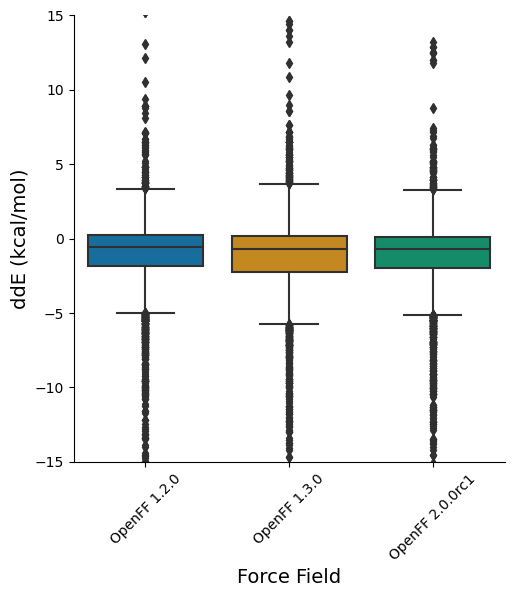 15
10
5
0
−5
−10
−15
ddE (kcal/mol)
OpenFF 1.2.0
OpenFF 1.3.0
OpenFF 2.0.0rc1
Force Field